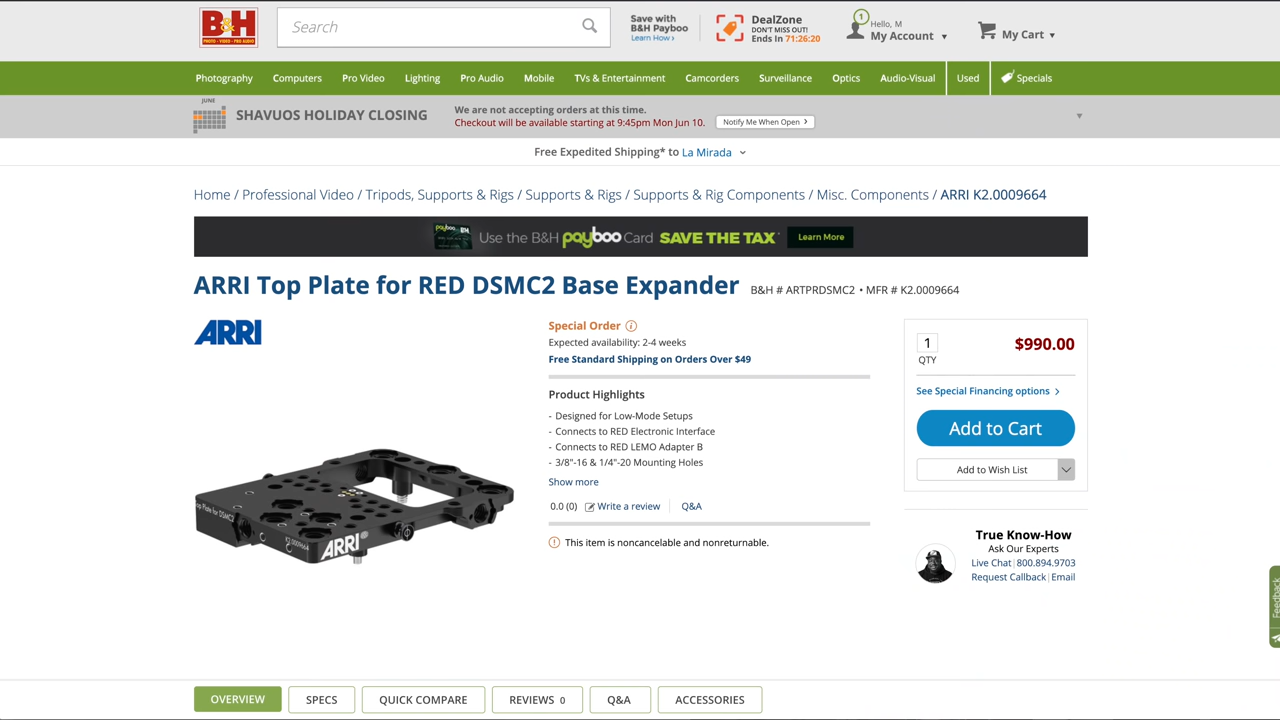 B&H
PHOTO · VIDEO · PRO AUDIO
Search
Save with
B&H Payboo
Learn How ›
DealZone
DON'T MISS OUT!
Ends In 71:26:20
1
Hello, M
My Account
My Cart
Photography
Computers
Pro Video
Lighting
Pro Audio
Mobile
TVs & Entertainment
Camcorders
Surveillance
Optics
Audio-Visual
Used
Specials
JUNE
SHAVUOS HOLIDAY CLOSING
We are not accepting orders at this time.
Checkout will be available starting at 9:45pm Mon Jun 10.
Notify Me When Open ›
Free Expedited Shipping* to La Mirada
Home / Professional Video / Tripods, Supports & Rigs / Supports & Rigs / Supports & Rig Components / Misc. Components / ARRI K2.0009664
Use the B&H payboo Card SAVE THE TAX* Learn More
ARRI Top Plate for RED DSMC2 Base Expander
B&H # ARTPRDSMC2 • MFR # K2.0009664
ARRI
Special Order
Expected availability: 2-4 weeks
Free Standard Shipping on Orders Over $49
Product Highlights
- Designed for Low-Mode Setups
- Connects to RED Electronic Interface
- Connects to RED LEMO Adapter B
- 3/8"-16 & 1/4"-20 Mounting Holes
Show more
0.0 (0)
Write a review
Q&A
This item is noncancelable and nonreturnable.
1
QTY
$990.00
See Special Financing options ›
Add to Cart
Add to Wish List
True Know-How
Ask Our Experts
Live Chat | 800.894.9703
Request Callback | Email
Top Plate for DSMC2
K2.0009664
ARRI
Feedback
OVERVIEW
SPECS
QUICK COMPARE
REVIEWS 0
Q&A
ACCESSORIES